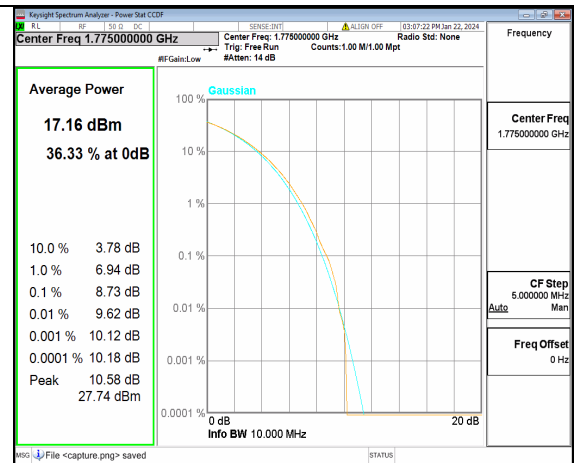 Keysight Spectrum Analyzer - Power Stat CCDF
RL RF 50 Ω DC SENSE:INT ALIGN OFF 03:07:22 PM Jan 22, 2024
Center Freq 1.775000000 GHz
Center Freq: 1.775000000 GHz Radio Std: None
Trig: Free Run Counts:1.00 M/1.00 Mpt
#IFGain:Low #Atten: 14 dB
Frequency
Average Power
17.16 dBm
36.33 % at 0dB
10.0 % 3.78 dB
1.0 % 6.94 dB
0.1 % 8.73 dB
0.01 % 9.62 dB
0.001 % 10.12 dB
0.0001 % 10.18 dB
Peak 10.58 dB
27.74 dBm
Gaussian
100 %
10 %
1 %
0.1 %
0.01 %
0.001 %
0.0001 %
0 dB 20 dB
Info BW 10.000 MHz
Center Freq
1.775000000 GHz
CF Step
5.000000 MHz
Auto Man
Freq Offset
0 Hz
MSG File <capture.png> saved STATUS